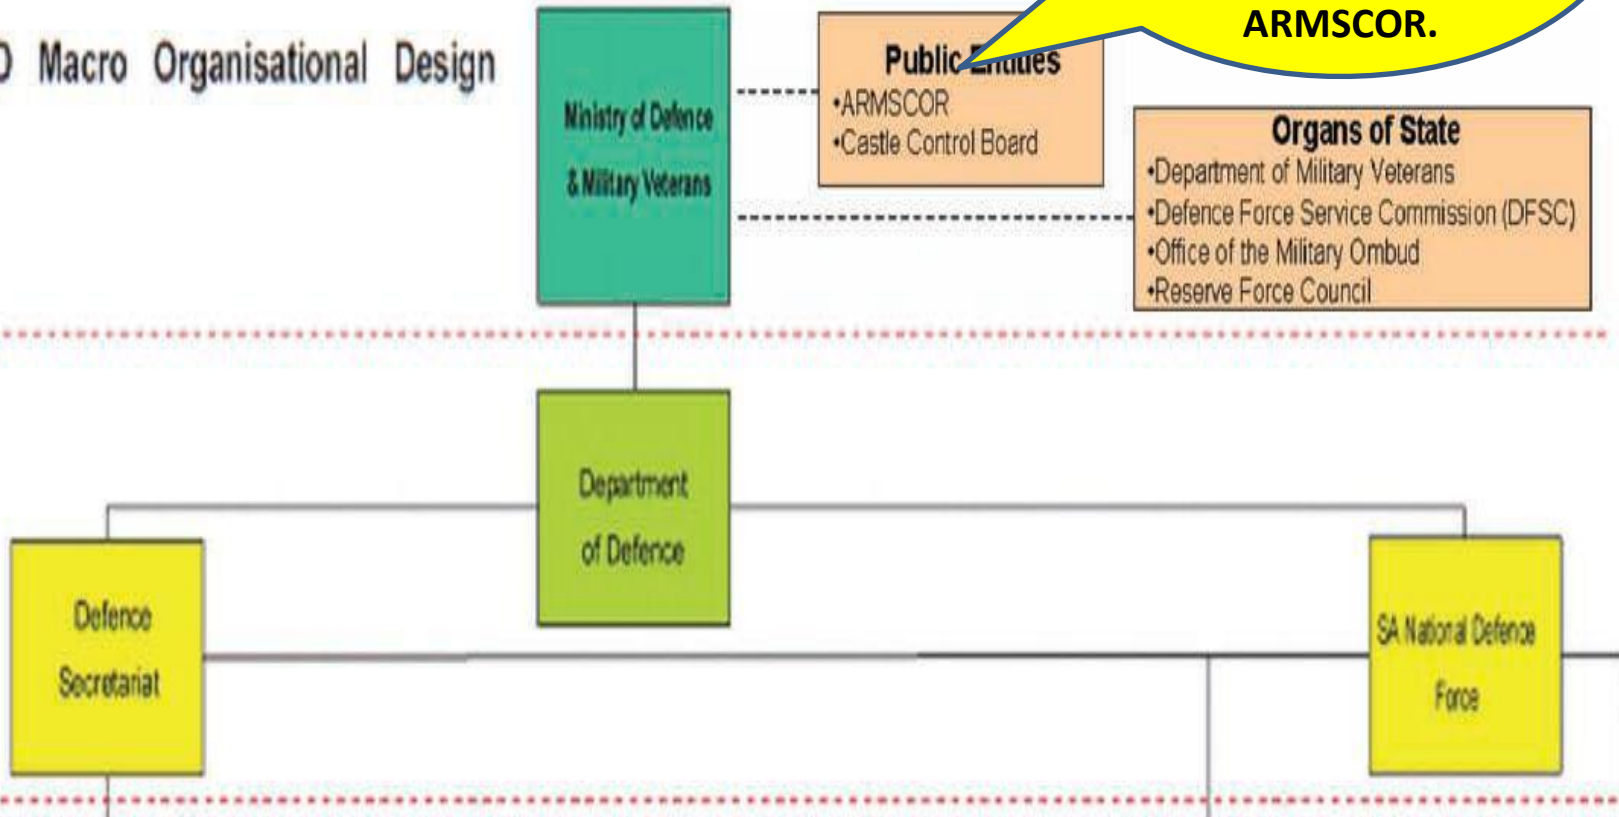 ARMSCOR.
D Macro Organisational Design
Ministry of Defence
& Military Veterans
Public Entities
•ARMSCOR
•Castle Control Board
Organs of State
•Department of Military Veterans
•Defence Force Service Commission (DFSC)
•Office of the Military Ombud
•Reserve Force Council
Department
of Defence
Defence
Secretariat
SA National Defence
Force